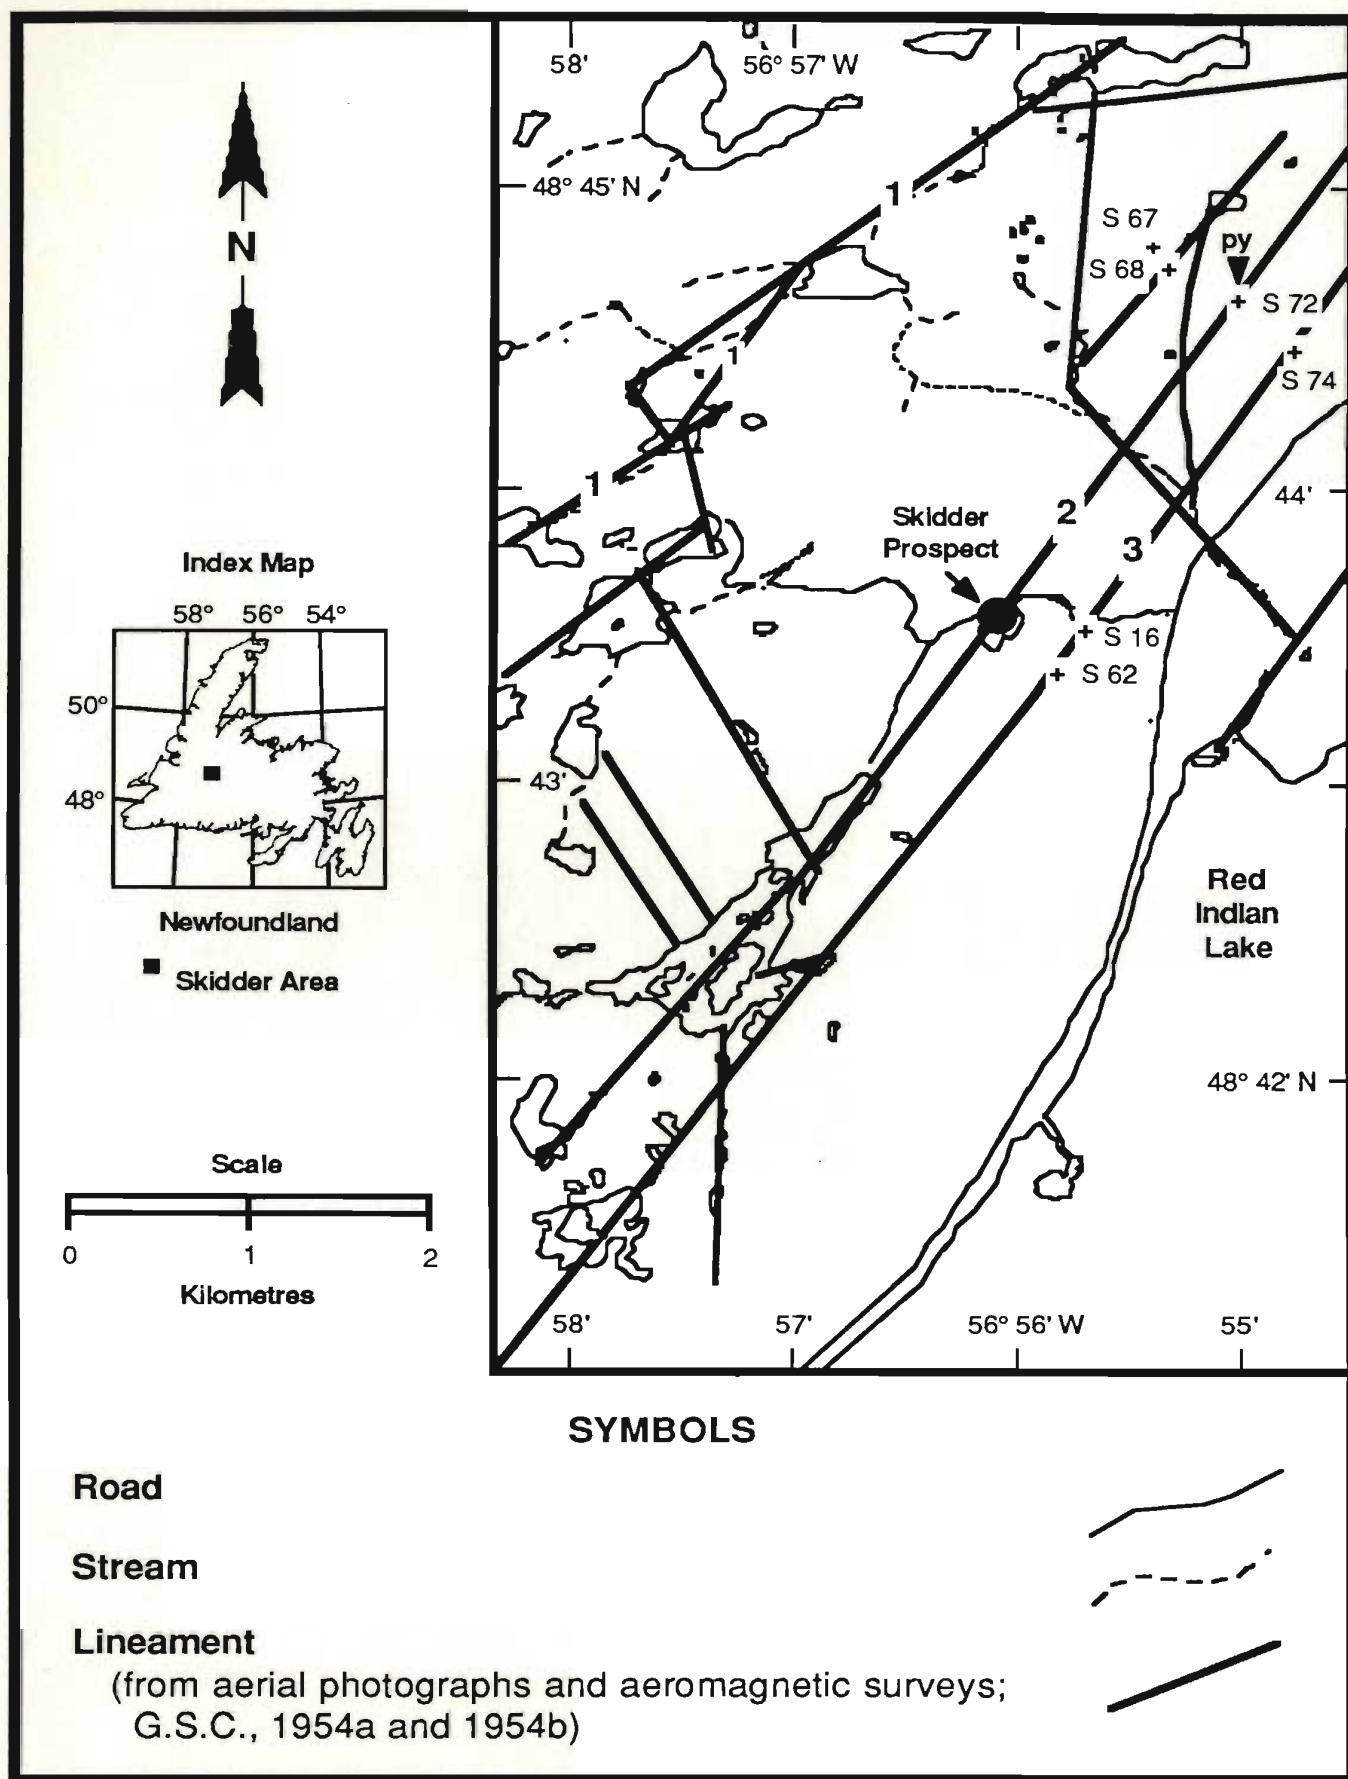 58'
56° 57' W
48° 45' N
N
1
S 67
py
S 68
S 72
1
S 74
1
44'
2
Skidder
Prospect
3
Index Map
58° 56° 54°
50°
48°
S 16
S 62
43'
Newfoundland
Skidder Area
Red
Indian
Lake
48° 42' N
Scale
0 1 2
Kilometres
58'
57'
56° 56' W
55'
SYMBOLS
Road
Stream
Lineament
(from aerial photographs and aeromagnetic surveys;
G.S.C., 1954a and 1954b)